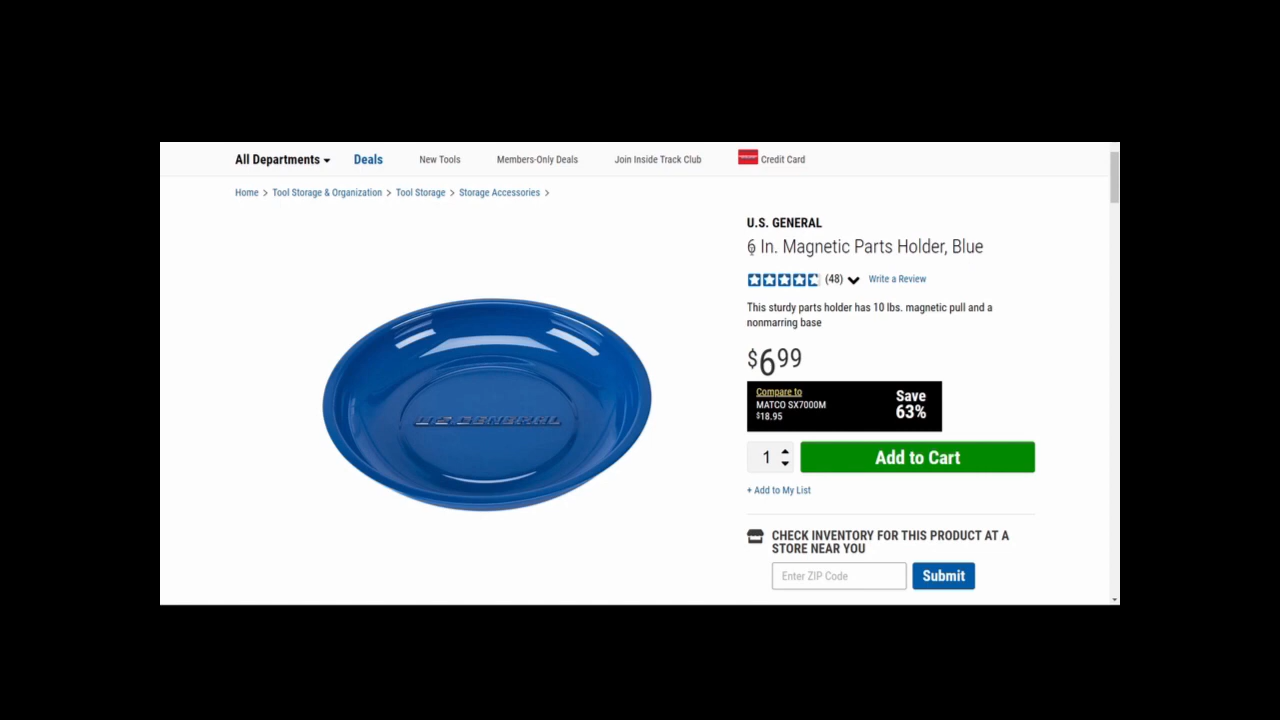 All Departments Deals New Tools Members-Only Deals Join Inside Track Club Credit Card
Home > Tool Storage & Organization > Tool Storage > Storage Accessories >
U.S. GENERAL
6 In. Magnetic Parts Holder, Blue
(48) Write a Review
This sturdy parts holder has 10 lbs. magnetic pull and a
nonmarring base
$6.99
Compare to
MATCO SX7000M
$18.95
Save
63%
1
Add to Cart
+ Add to My List
CHECK INVENTORY FOR THIS PRODUCT AT A
STORE NEAR YOU
Enter ZIP Code
Submit
US GENERAL